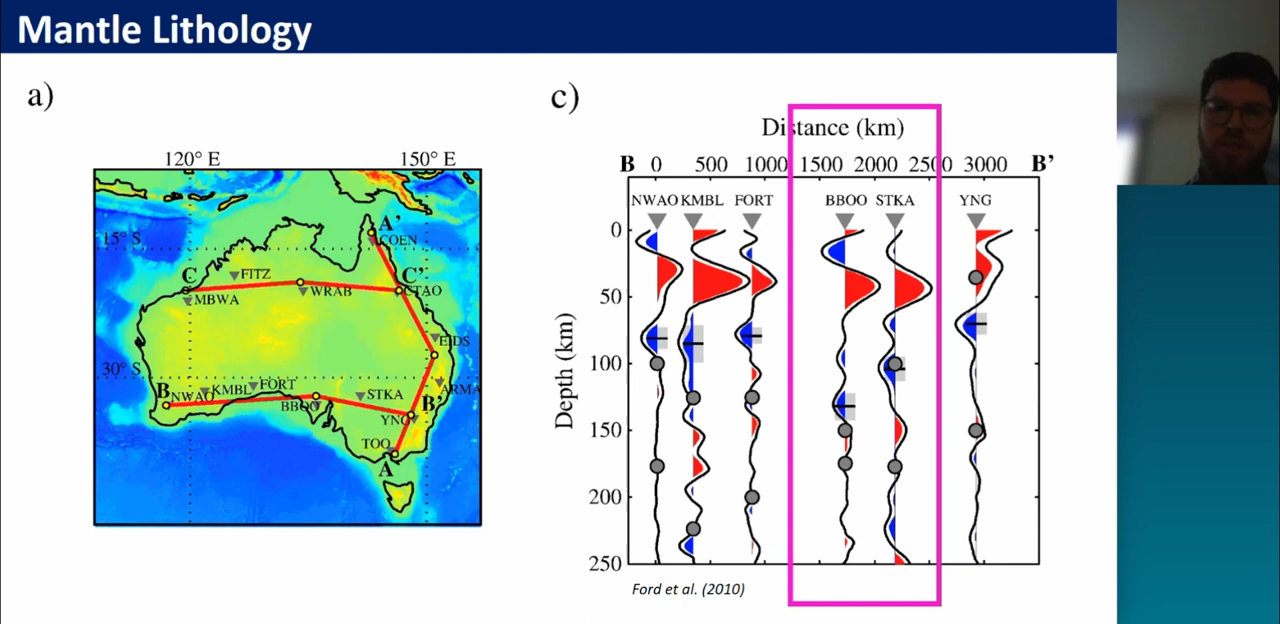 Mantle Lithology
a)
120° E
150° E
15° S
30° S
A'
COEN
C
FITZ
C'
MBWA
WRAB
CTAO
EIDS
B
NWAO
KMBL
FORT
BBOO
STKA
ARMA
B'
YNG
TOO
A
c)
Distance (km)
B 0 500 1000 1500 2000 2500 3000 B'
NWAO KMBL FORT BBOO STKA YNG
Depth (km)
0
50
100
150
200
250
Ford et al. (2010)